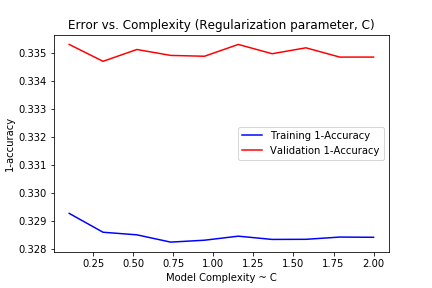 Error vs. Complexity (Regularization parameter, C)
1-accuracy
0.335
0.334
0.333
0.332
0.331
0.330
0.329
0.328
Training 1-Accuracy
Validation 1-Accuracy
0.25 0.50 0.75 1.00 1.25 1.50 1.75 2.00
Model Complexity ~ C